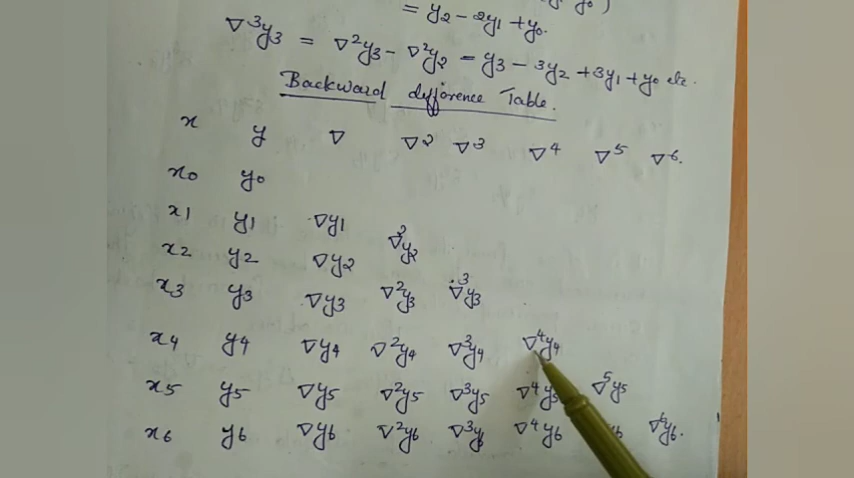 = y2 - 2y1 + y0.
∇³y3 = ∇²y3 - ∇²y2 = y3 - 3y2 + 3y1 + y0 etc.
Backward difference Table.
x y ∇ ∇2 ∇3 ∇4 ∇5 ∇6.
x0 y0
x1 y1 ∇y1
x2 y2 ∇y2 ∇²y2
x3 y3 ∇y3 ∇²y3 ∇³y3
x4 y4 ∇y4 ∇²y4 ∇³y4 ∇⁴y4
x5 y5 ∇y5 ∇²y5 ∇³y5 ∇⁴y5 ∇⁵y5
x6 y6 ∇y6 ∇²y6 ∇³y6 ∇⁴y6 ∇⁶y6.